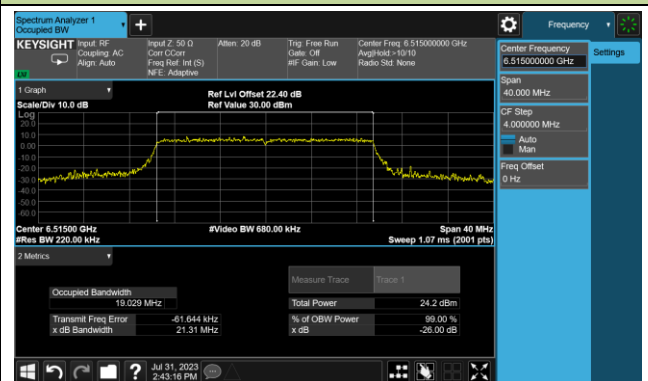 Spectrum Analyzer 1
Occupied BW
+
Frequency
KEYSIGHT
Input: RF
Coupling: AC
Align: Auto
Input Z: 50 Ω
Corr CCorr
Freq Ref: Int (S)
NFE: Adaptive
Atten: 20 dB
Trig: Free Run
Gate: Off
#IF Gain: Low
Center Freq: 6.515000000 GHz
Avg|Hold:>10/10
Radio Std: None
Center Frequency
6.515000000 GHz
Settings
Span
40.000 MHz
CF Step
4.000000 MHz
Auto
Man
Freq Offset
0 Hz
1 Graph
Scale/Div 10.0 dB
Ref Lvl Offset 22.40 dB
Ref Value 30.00 dBm
Log
20.0
10.0
0.00
-10.0
-20.0
-30.0
-40.0
-50.0
-60.0
Center 6.51500 GHz
#Res BW 220.00 kHz
#Video BW 680.00 kHz
Span 40 MHz
Sweep 1.07 ms (2001 pts)
2 Metrics
Measure Trace
Trace 1
Occupied Bandwidth
19.029 MHz
Total Power
24.2 dBm
Transmit Freq Error
-61.644 kHz
% of OBW Power
99.00 %
x dB Bandwidth
21.31 MHz
x dB
-26.00 dB
?
Jul 31, 2023
2:43:16 PM